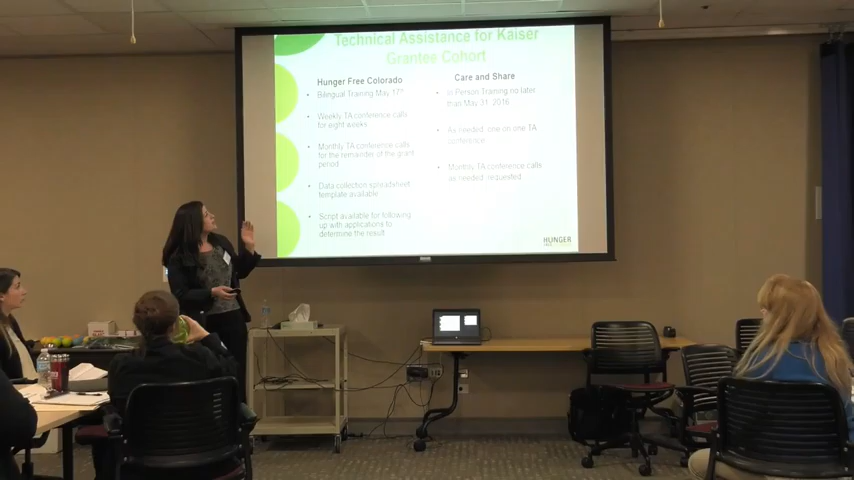 Technical Assistance for Kaiser
Grantee Cohort
Hunger Free Colorado
• Bilingual Training May 17th
• Weekly TA conference calls
for eight weeks
• Monthly TA conference calls
for the remainder of the grant
period
• Data collection spreadsheet
template available
• Script available for following
up with applications to
determine the result
Care and Share
• In Person Training no later
than May 31, 2016
• As needed one on one TA
conference
• Monthly TA conference calls
as needed requested
HUNGER